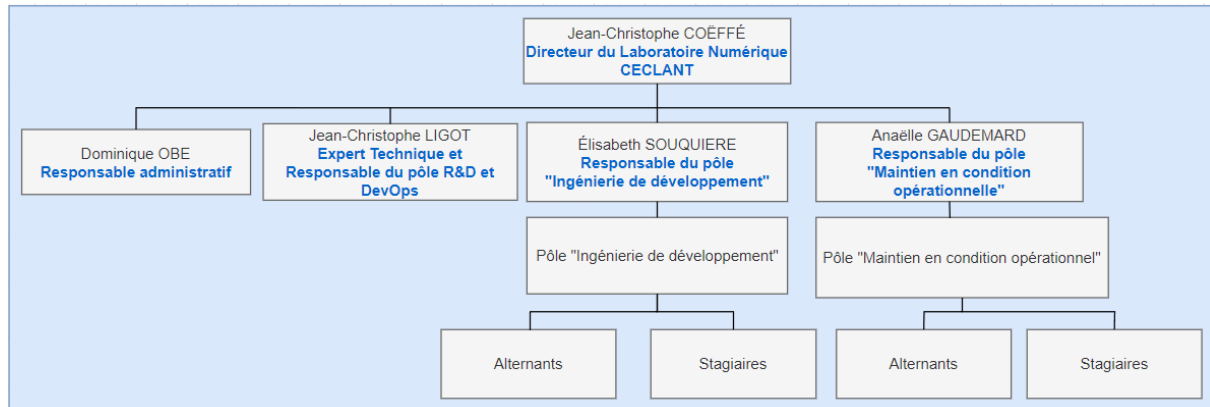 Jean-Christophe COËFFÉ
Directeur du Laboratoire Numérique
CECLANT
Dominique OBE
Responsable administratif
Jean-Christophe LIGOT
Expert Technique et
Responsable du pôle R&D et
DevOps
Élisabeth SOUQUIERE
Responsable du pôle
"Ingénierie de développement"
Anaëlle GAUDEMARD
Responsable du pôle
"Maintien en condition
opérationnelle"
Pôle "Ingénierie de développement"
Pôle "Maintien en condition opérationnel"
Alternants
Stagiaires
Alternants
Stagiaires